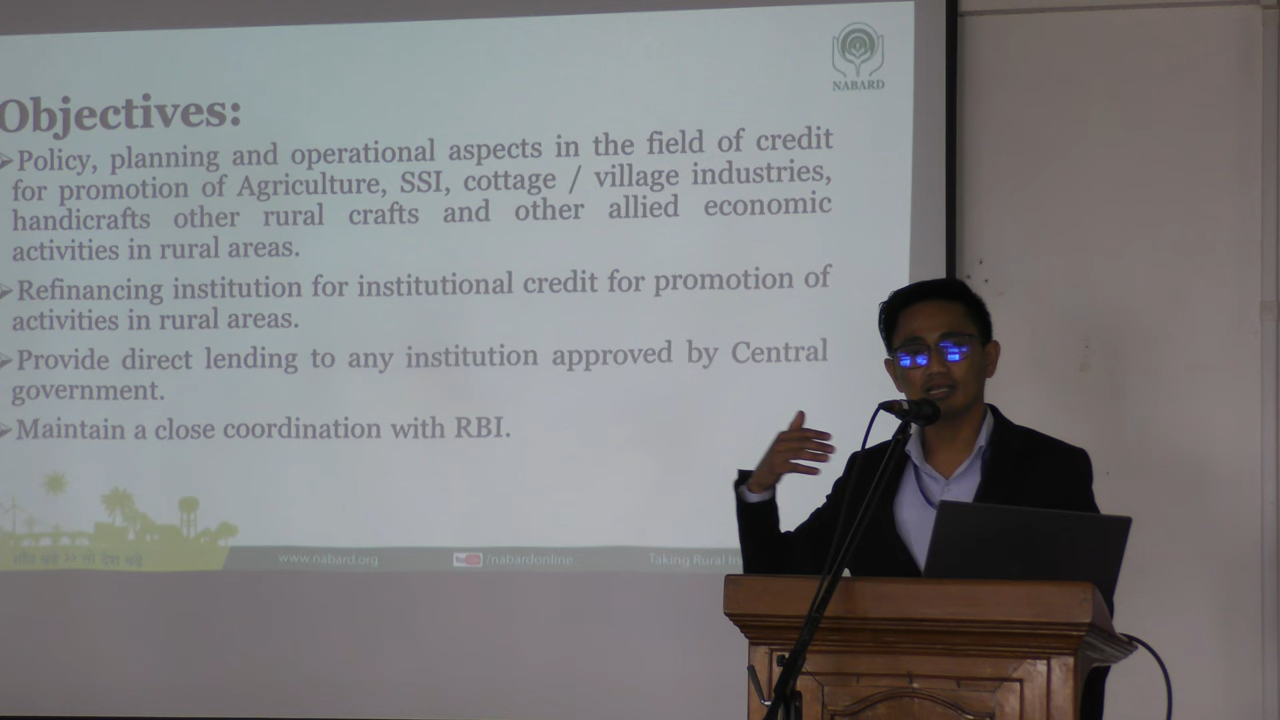 NABARD
Objectives:
➢Policy, planning and operational aspects in the field of credit
for promotion of Agriculture, SSI, cottage / village industries,
handicrafts other rural crafts and other allied economic
activities in rural areas.
➢Refinancing institution for institutional credit for promotion of
activities in rural areas.
➢Provide direct lending to any institution approved by Central
government.
➢Maintain a close coordination with RBI.
गाँव बढ़े >> तो देश बढ़े
www.nabard.org
/nabardonline
Taking Rural In